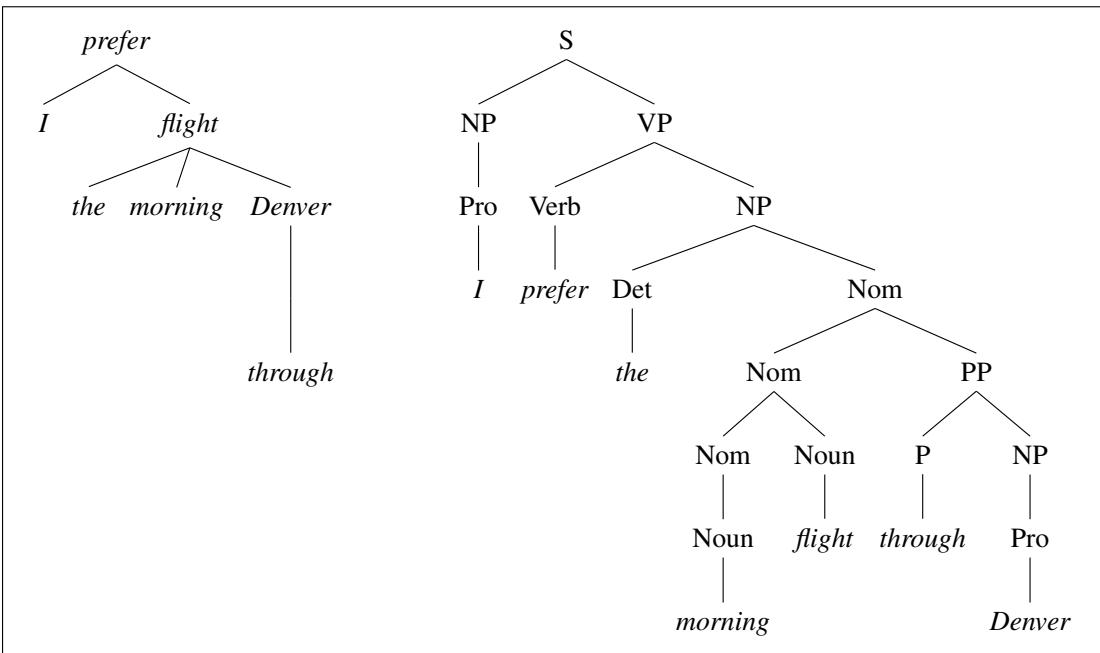 prefer S
I flight NP VP
the morning Denver Pro Verb NP
I prefer Det Nom
through the Nom PP
Nom Noun P NP
Noun flight through Pro
morning Denver